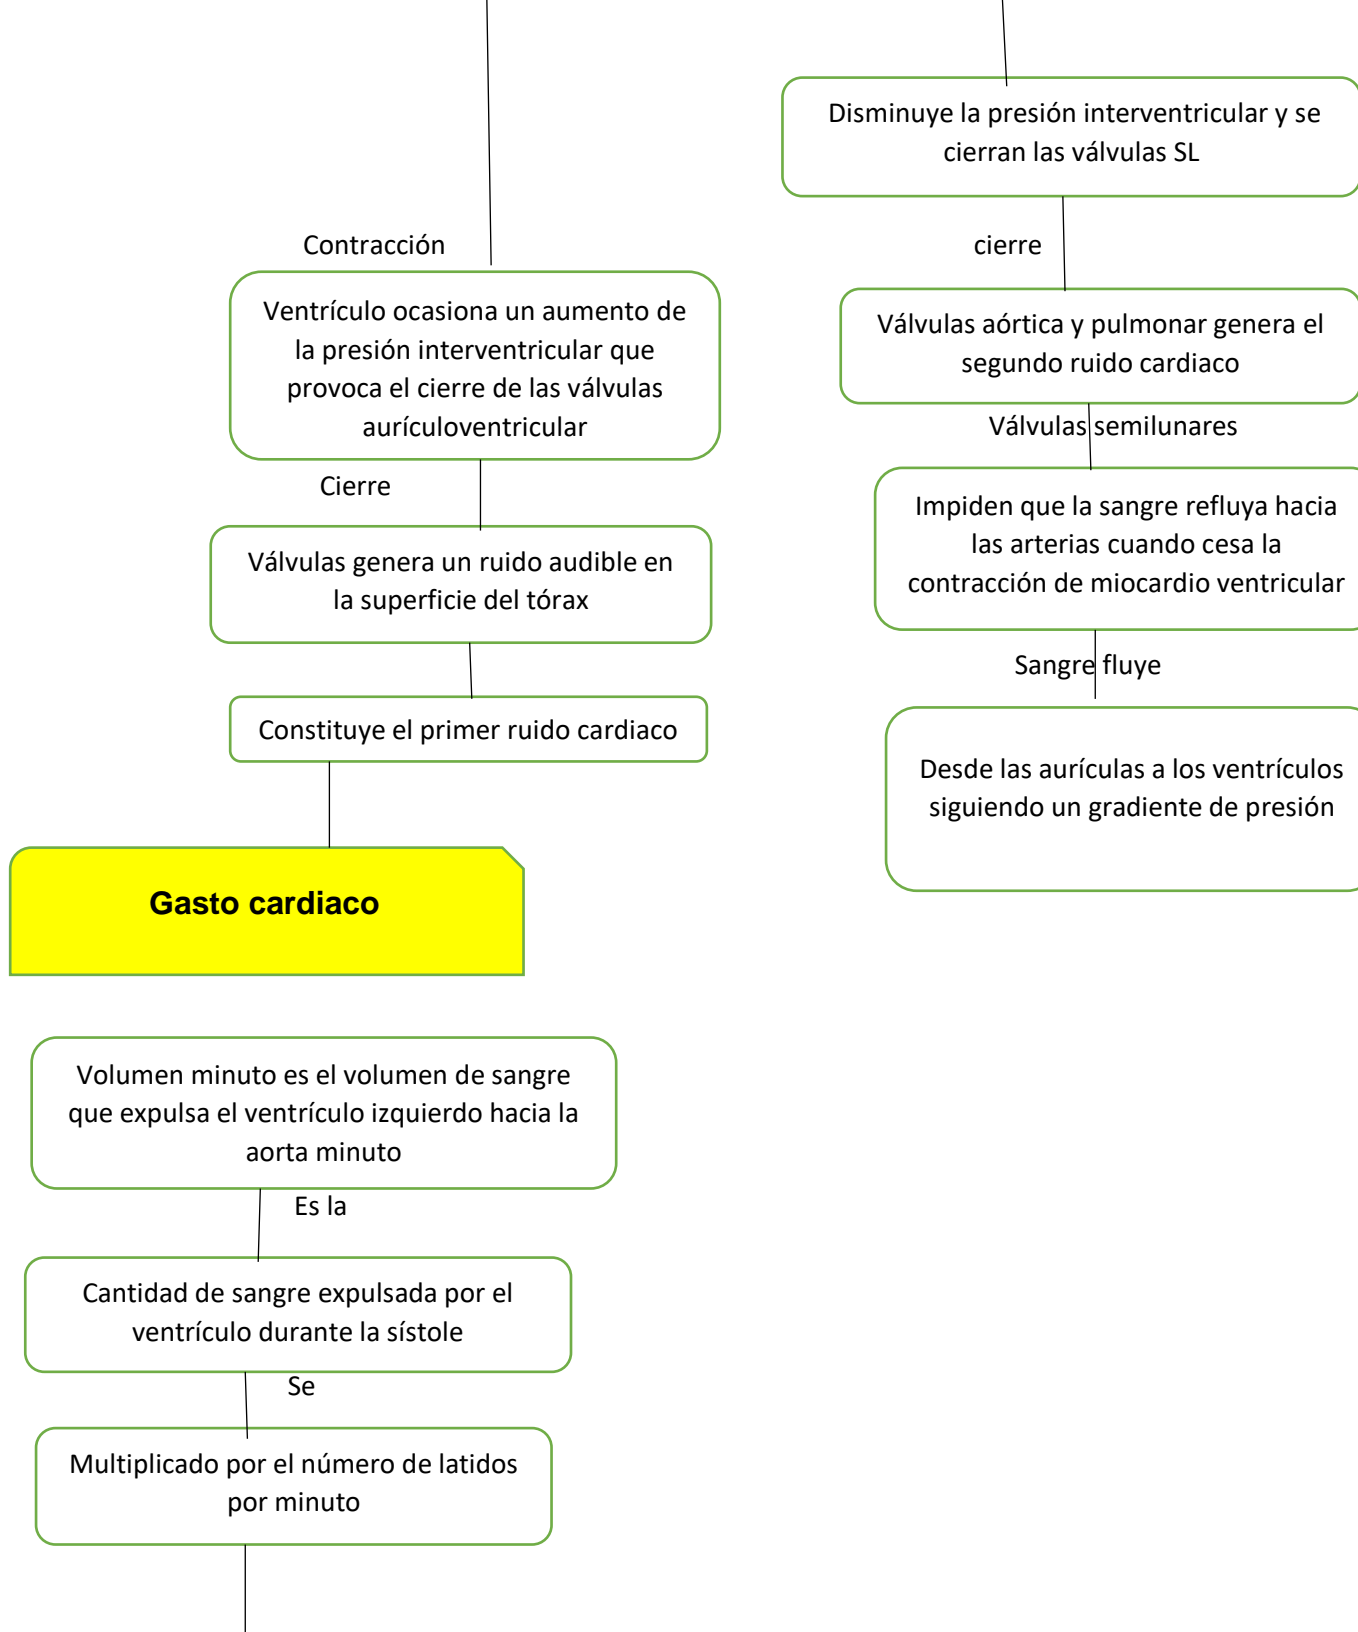 Disminuye la presión interventricular y se
cierran las válvulas SL
Contracción
cierre
Ventrículo ocasiona un aumento de
la presión interventricular que
provoca el cierre de las válvulas
aurículoventricular
Válvulas aórtica y pulmonar genera el
segundo ruido cardiaco
Válvulas semilunares
Cierre
Impiden que la sangre refluya hacia
las arterias cuando cesa la
contracción de miocardio ventricular
Válvulas genera un ruido audible en
la superficie del tórax
Sangre fluye
Constituye el primer ruido cardiaco
Desde las aurículas a los ventrículos
siguiendo un gradiente de presión
Gasto cardiaco
Volumen minuto es el volumen de sangre
que expulsa el ventrículo izquierdo hacia la
aorta minuto
Es la
Cantidad de sangre expulsada por el
ventrículo durante la sístole
Se
Multiplicado por el número de latidos
por minuto